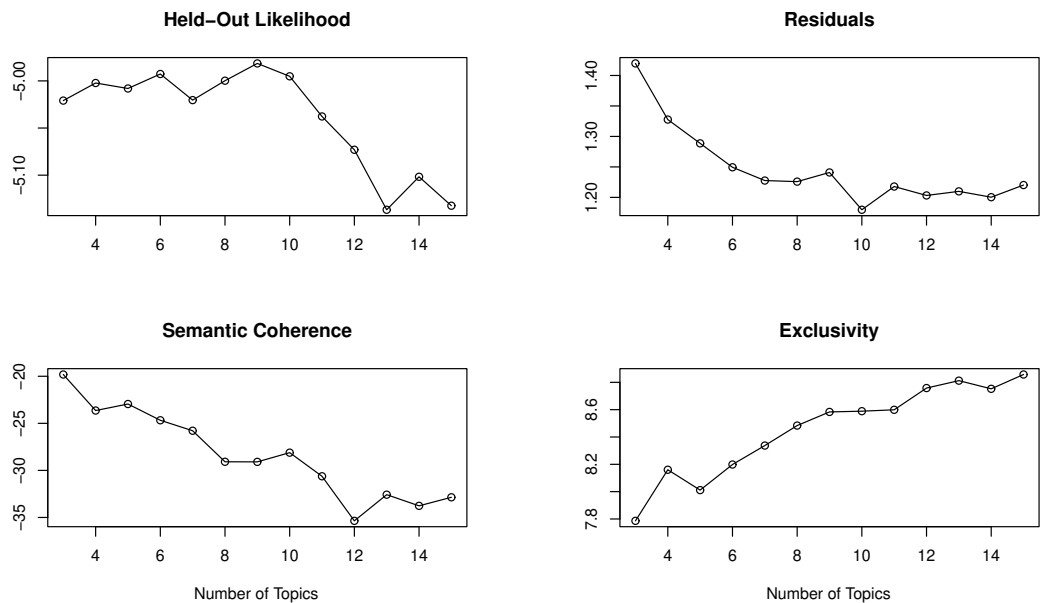 Held−Out Likelihood
−5.00
−5.10
4 6 8 10 12 14
Residuals
1.40
1.30
1.20
4 6 8 10 12 14
Semantic Coherence
−20
−25
−30
−35
4 6 8 10 12 14
Number of Topics
Exclusivity
8.6
8.2
7.8
4 6 8 10 12 14
Number of Topics